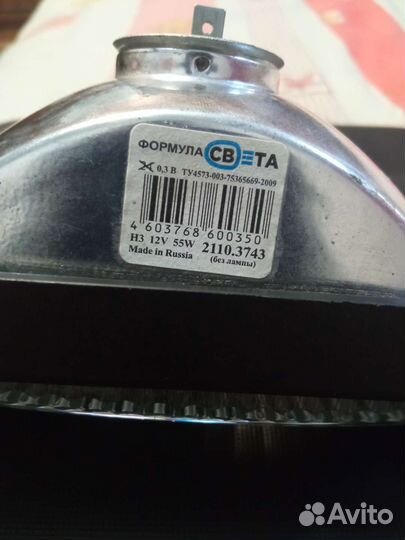 ФОРМУЛА СВЕТА
0,3 В ТУ4573-003-75365669-2009
4 603768 600350
H3 12V 55W 2110.3743
Made in Russia (без лампы)
Avito